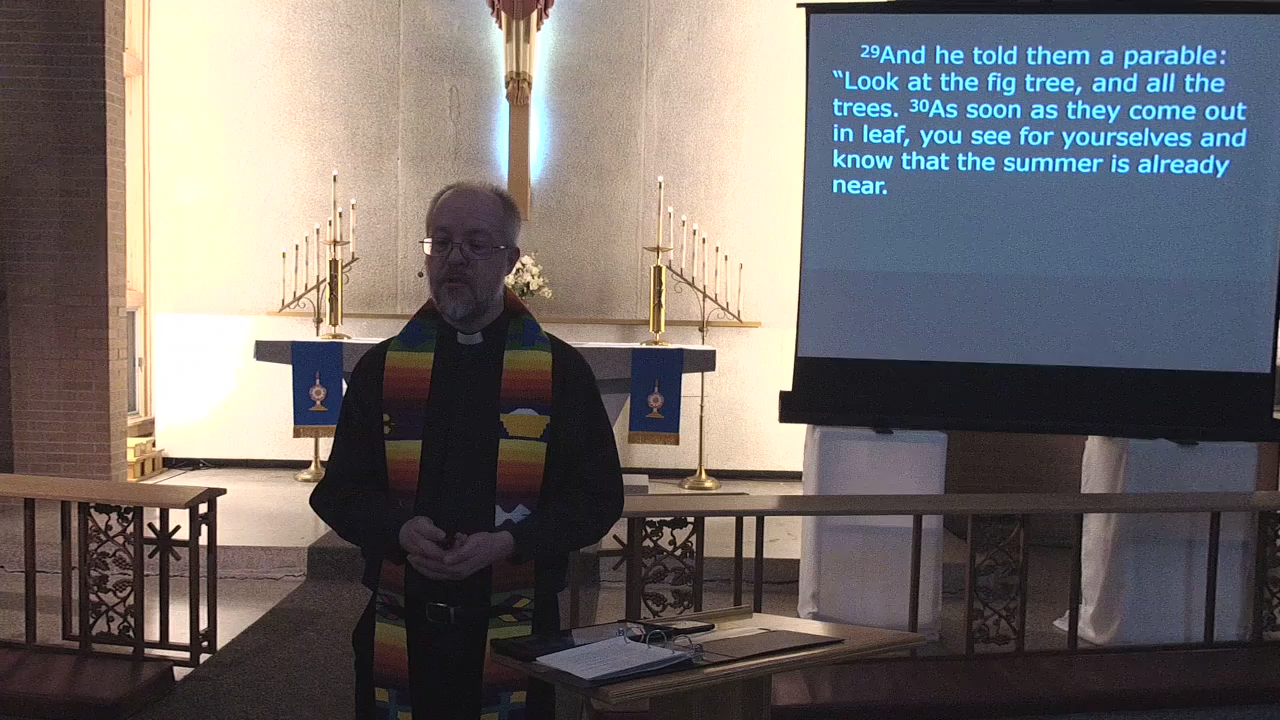 ²⁹And he told them a parable:
“Look at the fig tree, and all the
trees. ³⁰As soon as they come out
in leaf, you see for yourselves and
know that the summer is already
near.